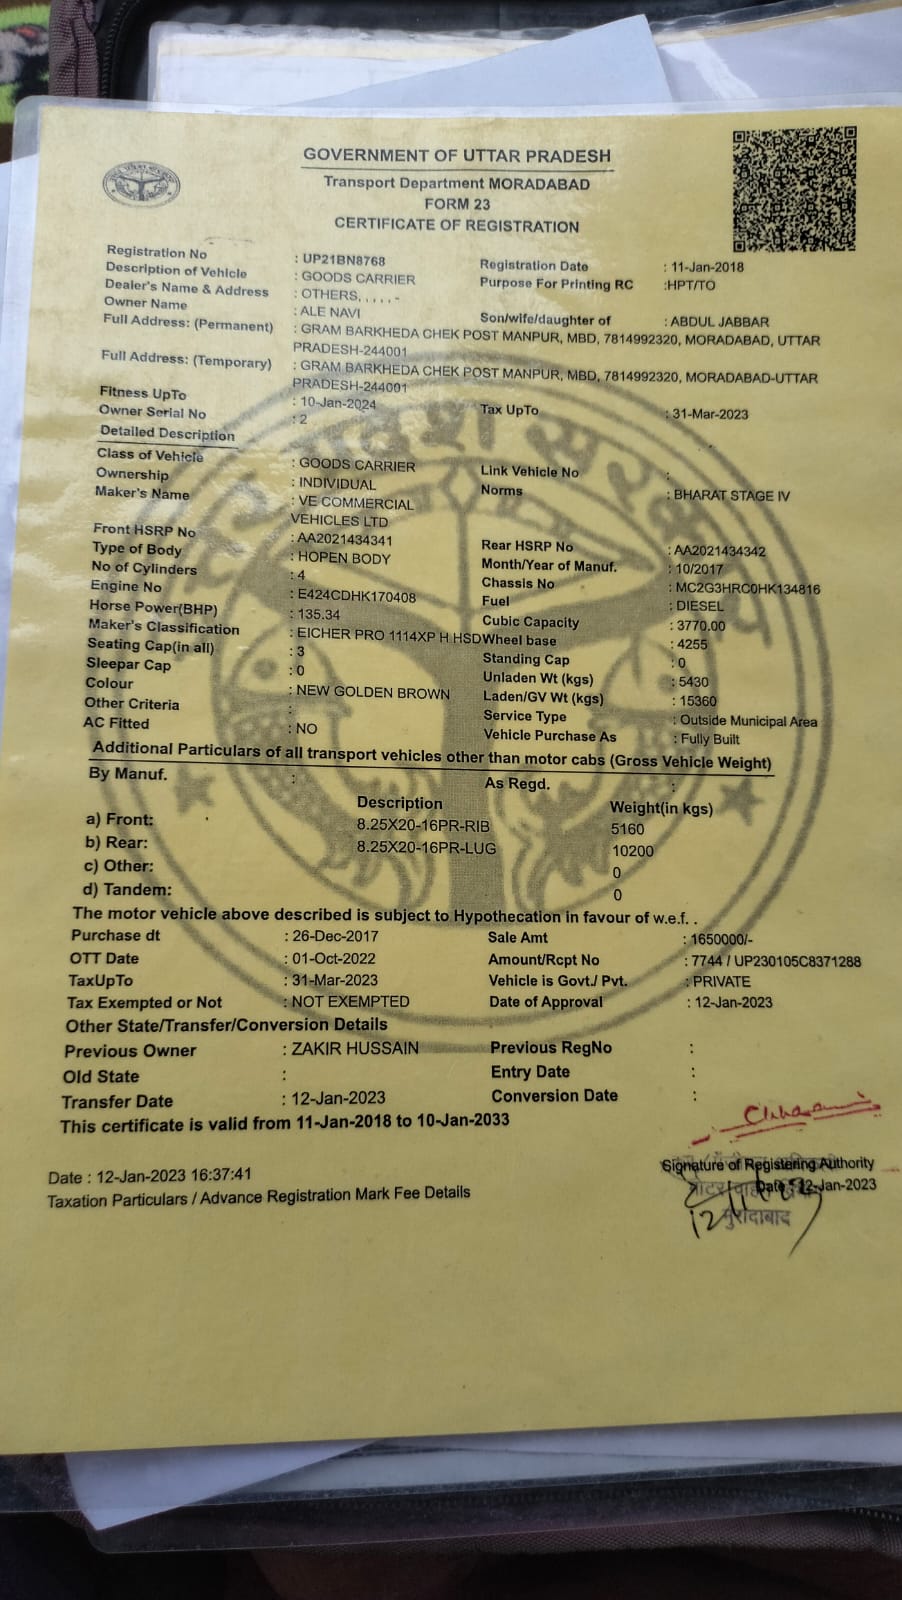 GOVERNMENT OF UTTAR PRADESH
Transport Department MORADABAD
FORM 23
CERTIFICATE OF REGISTRATION
Registration No : UP21BN8768 Registration Date : 11-Jan-2018
Description of Vehicle : GOODS CARRIER Purpose For Printing RC :HPT/TO
Dealer's Name & Address : OTHERS, , , , , -
Owner Name : ALE NAVI Son/wife/daughter of : ABDUL JABBAR
Full Address: (Permanent) : GRAM BARKHEDA CHEK POST MANPUR, MBD, 7814992320, MORADABAD, UTTAR
PRADESH-244001
Full Address: (Temporary) : GRAM BARKHEDA CHEK POST MANPUR, MBD, 7814992320, MORADABAD-UTTAR
PRADESH-244001
Fitness UpTo : 10-Jan-2024 Tax UpTo : 31-Mar-2023
Owner Serial No : 2
Detailed Description
Class of Vehicle : GOODS CARRIER Link Vehicle No :
Ownership : INDIVIDUAL Norms : BHARAT STAGE IV
Maker's Name : VE COMMERCIAL
VEHICLES LTD
Front HSRP No : AA2021434341 Rear HSRP No : AA2021434342
Type of Body : HOPEN BODY Month/Year of Manuf. : 10/2017
No of Cylinders : 4 Chassis No : MC2G3HRC0HK134816
Engine No : E424CDHK170408 Fuel : DIESEL
Horse Power(BHP) : 135.34 Cubic Capacity : 3770.00
Maker's Classification : EICHER PRO 1114XP H HSD Wheel base : 4255
Seating Cap(in all) : 3 Standing Cap : 0
Sleepar Cap : 0 Unladen Wt (kgs) : 5430
Colour : NEW GOLDEN BROWN Laden/GV Wt (kgs) : 15360
Other Criteria : Service Type : Outside Municipal Area
AC Fitted : NO Vehicle Purchase As : Fully Built
Additional Particulars of all transport vehicles other than motor cabs (Gross Vehicle Weight)
By Manuf. : As Regd. :
Description Weight(in kgs)
a) Front: 8.25X20-16PR-RIB 5160
b) Rear: 8.25X20-16PR-LUG 10200
c) Other: 0
d) Tandem: 0
The motor vehicle above described is subject to Hypothecation in favour of w.e.f. .
Purchase dt : 26-Dec-2017 Sale Amt : 1650000/-
OTT Date : 01-Oct-2022 Amount/Rcpt No : 7744 / UP230105C8371288
TaxUpTo : 31-Mar-2023 Vehicle is Govt./ Pvt. : PRIVATE
Tax Exempted or Not : NOT EXEMPTED Date of Approval : 12-Jan-2023
Other State/Transfer/Conversion Details
Previous Owner : ZAKIR HUSSAIN Previous RegNo :
Old State : Entry Date :
Transfer Date : 12-Jan-2023 Conversion Date :
This certificate is valid from 11-Jan-2018 to 10-Jan-2033
Date : 12-Jan-2023 16:37:41
Signature of Registering Authority
Date : 12-Jan-2023
Taxation Particulars / Advance Registration Mark Fee Details
मुरादाबाद